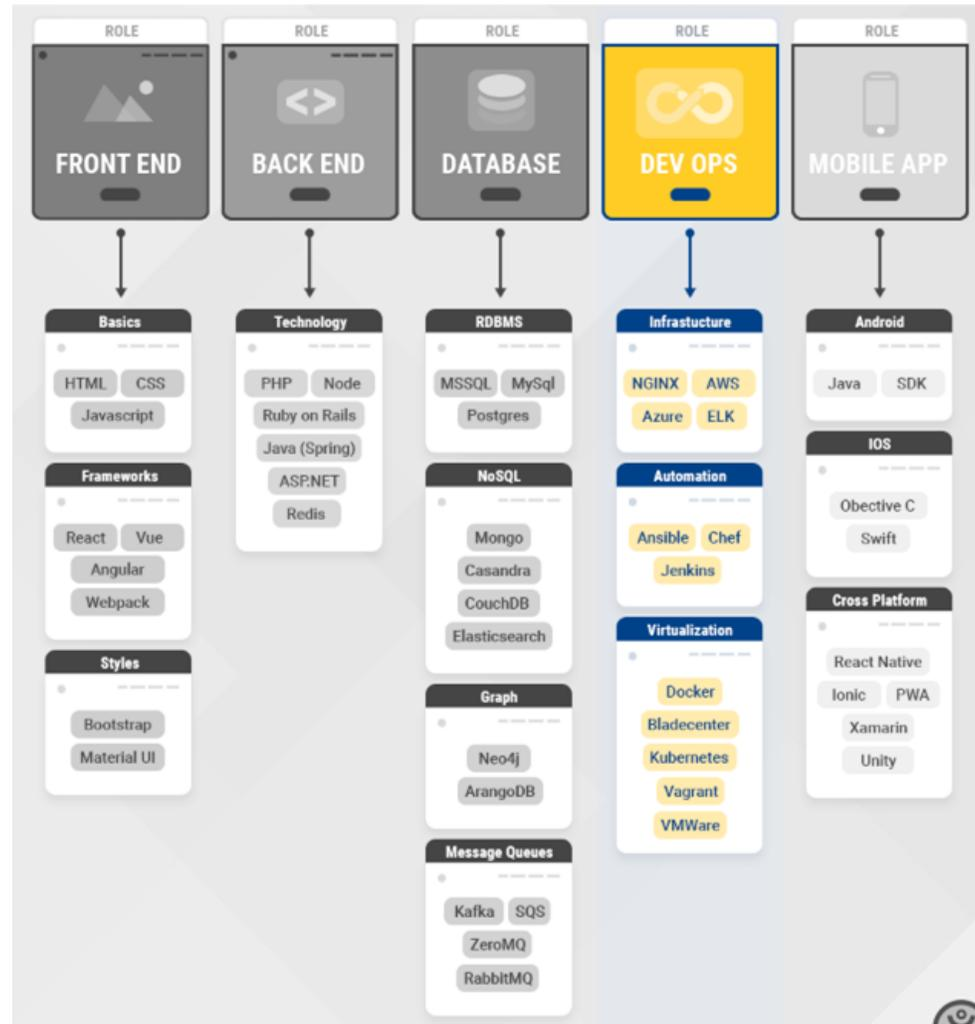 ROLE
FRONT END
Basics
HTML CSS
Javascript
Frameworks
React Vue
Angular
Webpack
Styles
Bootstrap
Material UI
ROLE
BACK END
Technology
PHP Node
Ruby on Rails
Java (Spring)
ASP.NET
Redis
ROLE
DATABASE
RDBMS
MSSQL MySql
Postgres
NoSQL
Mongo
Casandra
CouchDB
Elasticsearch
Graph
Neo4j
ArangoDB
Message Queues
Kafka SQS
ZeroMQ
RabbitMQ
ROLE
DEV OPS
Infrastucture
NGINX AWS
Azure ELK
Automation
Ansible Chef
Jenkins
Virtualization
Docker
Bladecenter
Kubernetes
Vagrant
VMWare
ROLE
MOBILE APP
Android
Java SDK
IOS
Obective C
Swift
Cross Platform
React Native
Ionic PWA
Xamarin
Unity